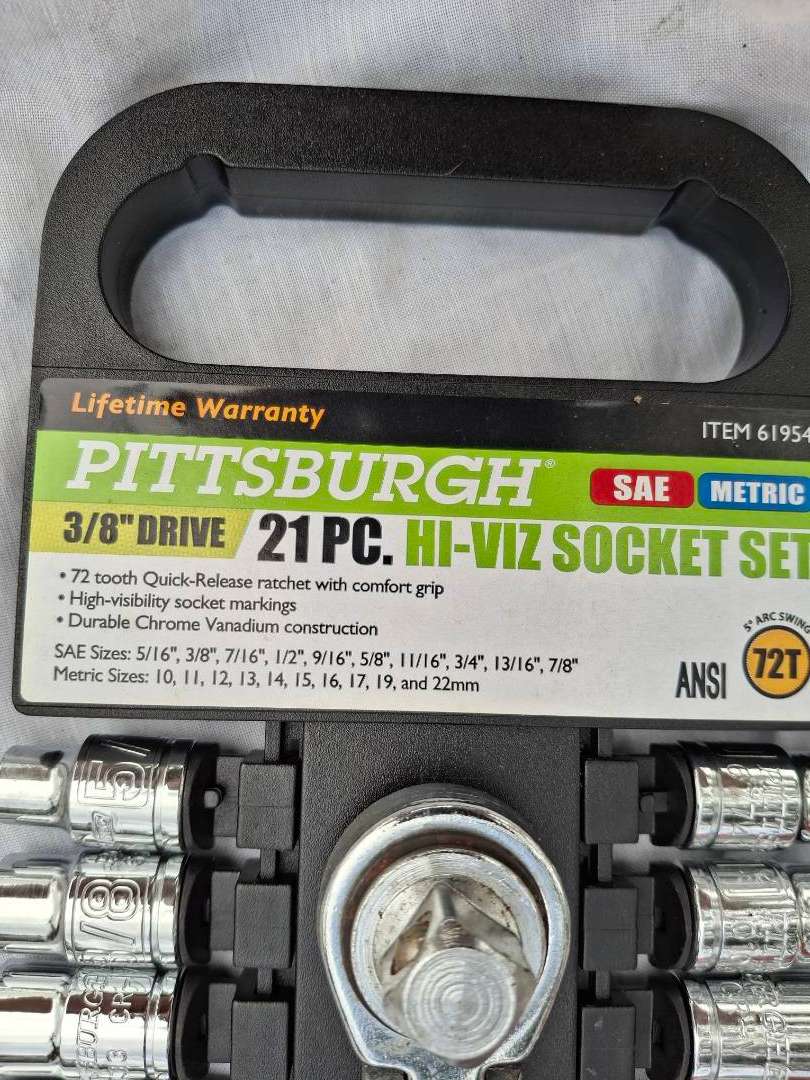 Lifetime Warranty
ITEM 61954
PITTSBURGH®
SAE
METRIC
3/8" DRIVE
21 PC. HI-VIZ SOCKET SET
• 72 tooth Quick-Release ratchet with comfort grip
• High-visibility socket markings
• Durable Chrome Vanadium construction
SAE Sizes: 5/16", 3/8", 7/16", 1/2", 9/16", 5/8", 11/16", 3/4", 13/16", 7/8"
Metric Sizes: 10, 11, 12, 13, 14, 15, 16, 17, 19, and 22mm
ANSI
5° ARC SWING
72T
5/
/8